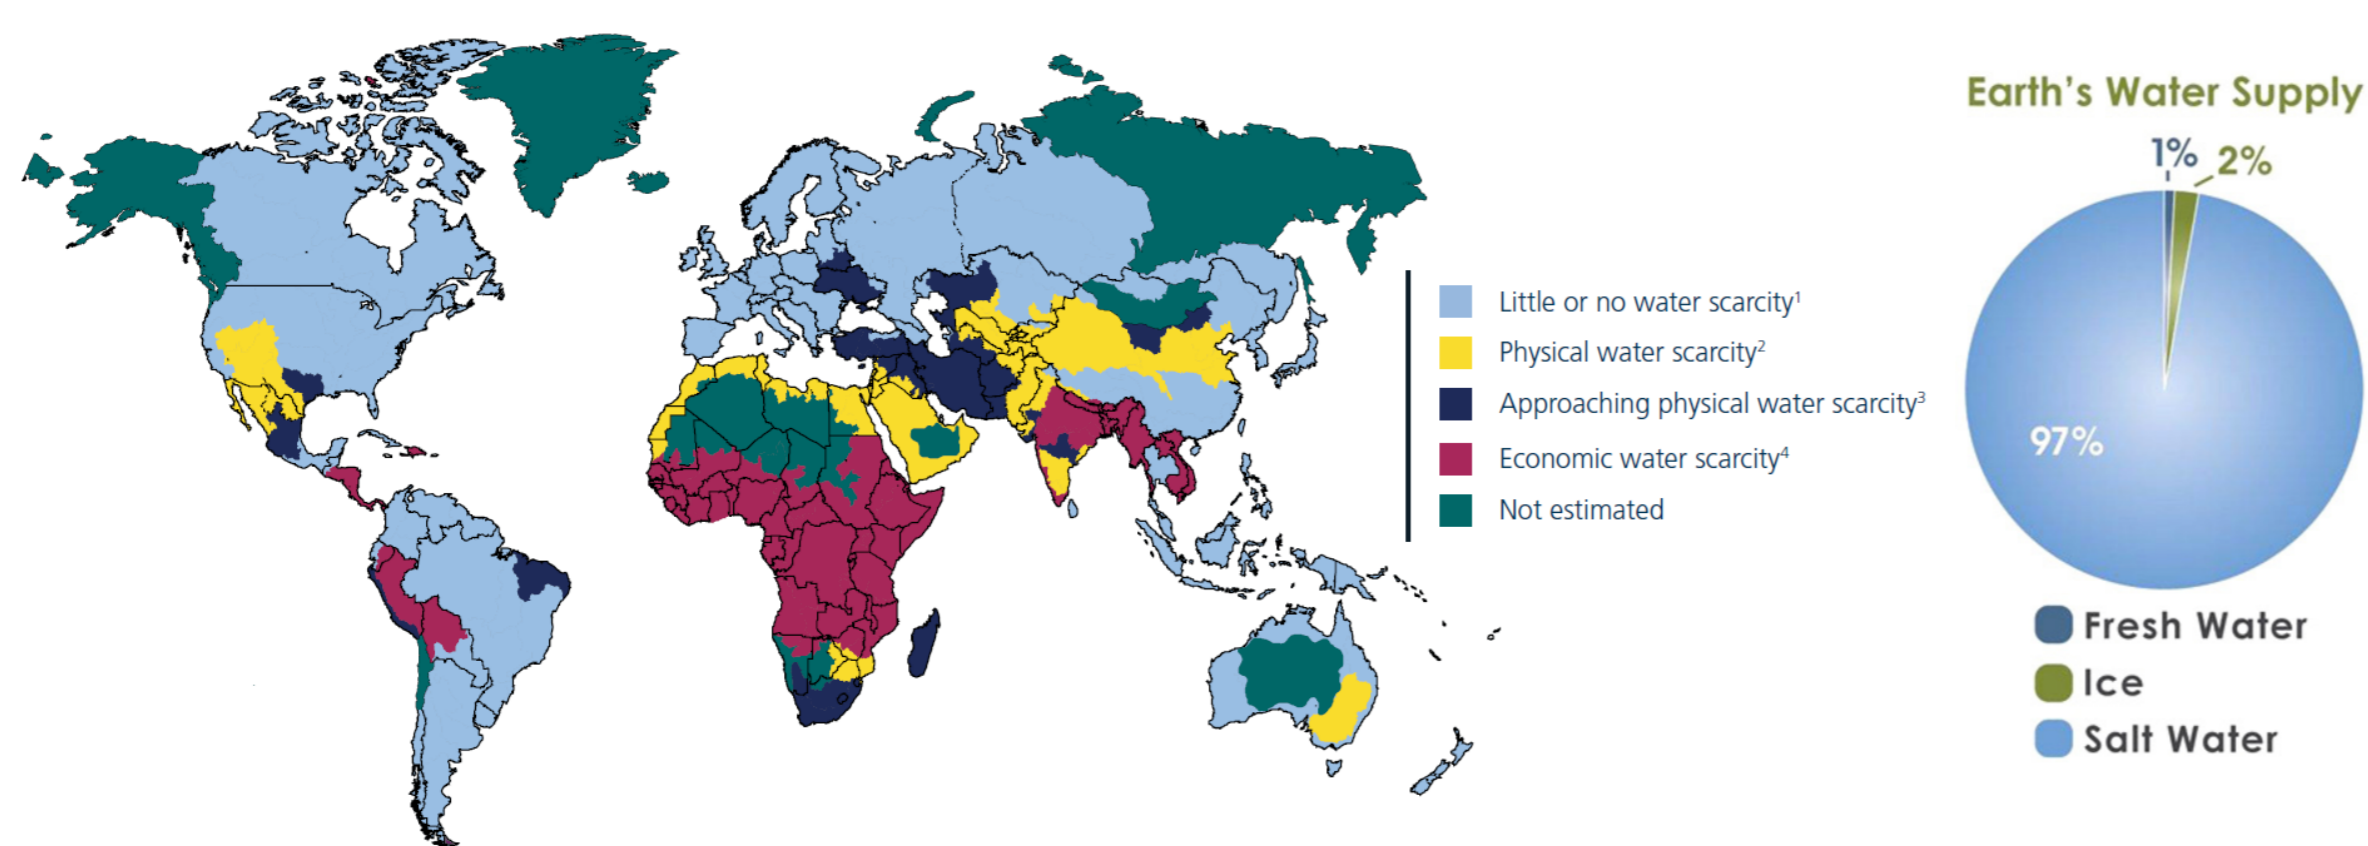 Little or no water scarcity¹
Physical water scarcity²
Approaching physical water scarcity³
Economic water scarcity⁴
Not estimated
Earth's Water Supply
1%
2%
97%
Fresh Water
Ice
Salt Water